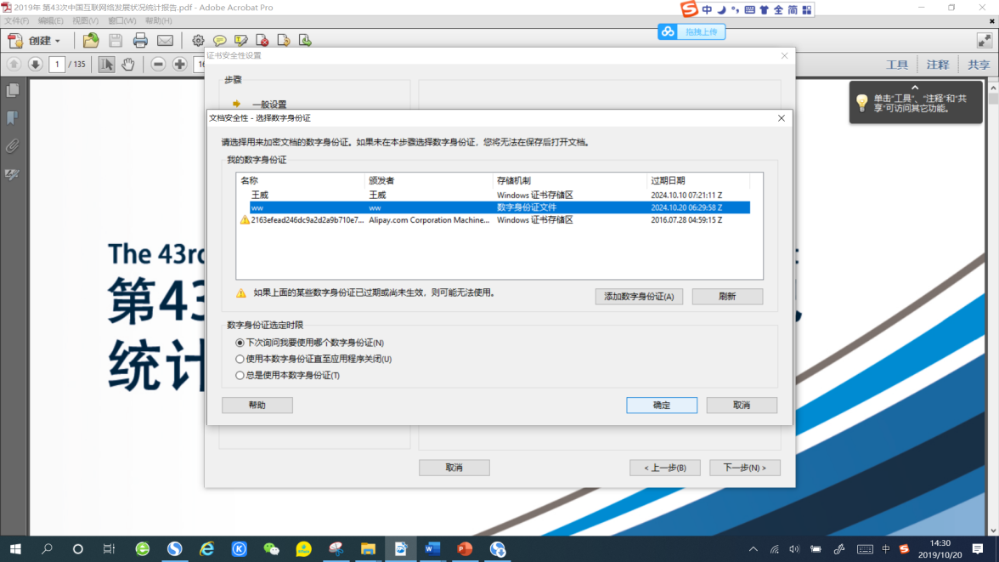 2019年 第43次中国互联网络发展状况统计报告.pdf - Adobe Acrobat Pro
中 全 简
文件(F) 编辑(E) 视图(V) 窗口(W) 帮助(H)
拖拽上传
创建
1 / 135
工具 注释 共享
证书安全性设置
步骤
一般设置
单击“工具”、“注释”和“共
享”可访问其它功能。
文档安全性 - 选择数字身份证
请选择用来加密文档的数字身份证。如果未在本步骤选择数字身份证，您将无法在保存后打开文档。
我的数字身份证
名称 颁发者 存储机制 过期日期
王威 王威 Windows 证书存储区 2024.10.10 07:21:11 Z
ww ww 数字身份证文件 2024.10.20 06:29:58 Z
2163efead246dc9a2d2a9b710e7... Alipay.com Corporation Machine... Windows 证书存储区 2016.07.28 04:59:15 Z
如果上面的某些数字身份证已过期或尚未生效，则可能无法使用。
添加数字身份证(A) 刷新
数字身份证选定时限
下次询问我要使用哪个数字身份证(N)
使用本数字身份证直至应用程序关闭(U)
总是使用本数字身份证(T)
帮助 确定 取消
取消 < 上一步(B) 下一步(N) >
The 43rd
第43
统计
中
14:30
2019/10/20